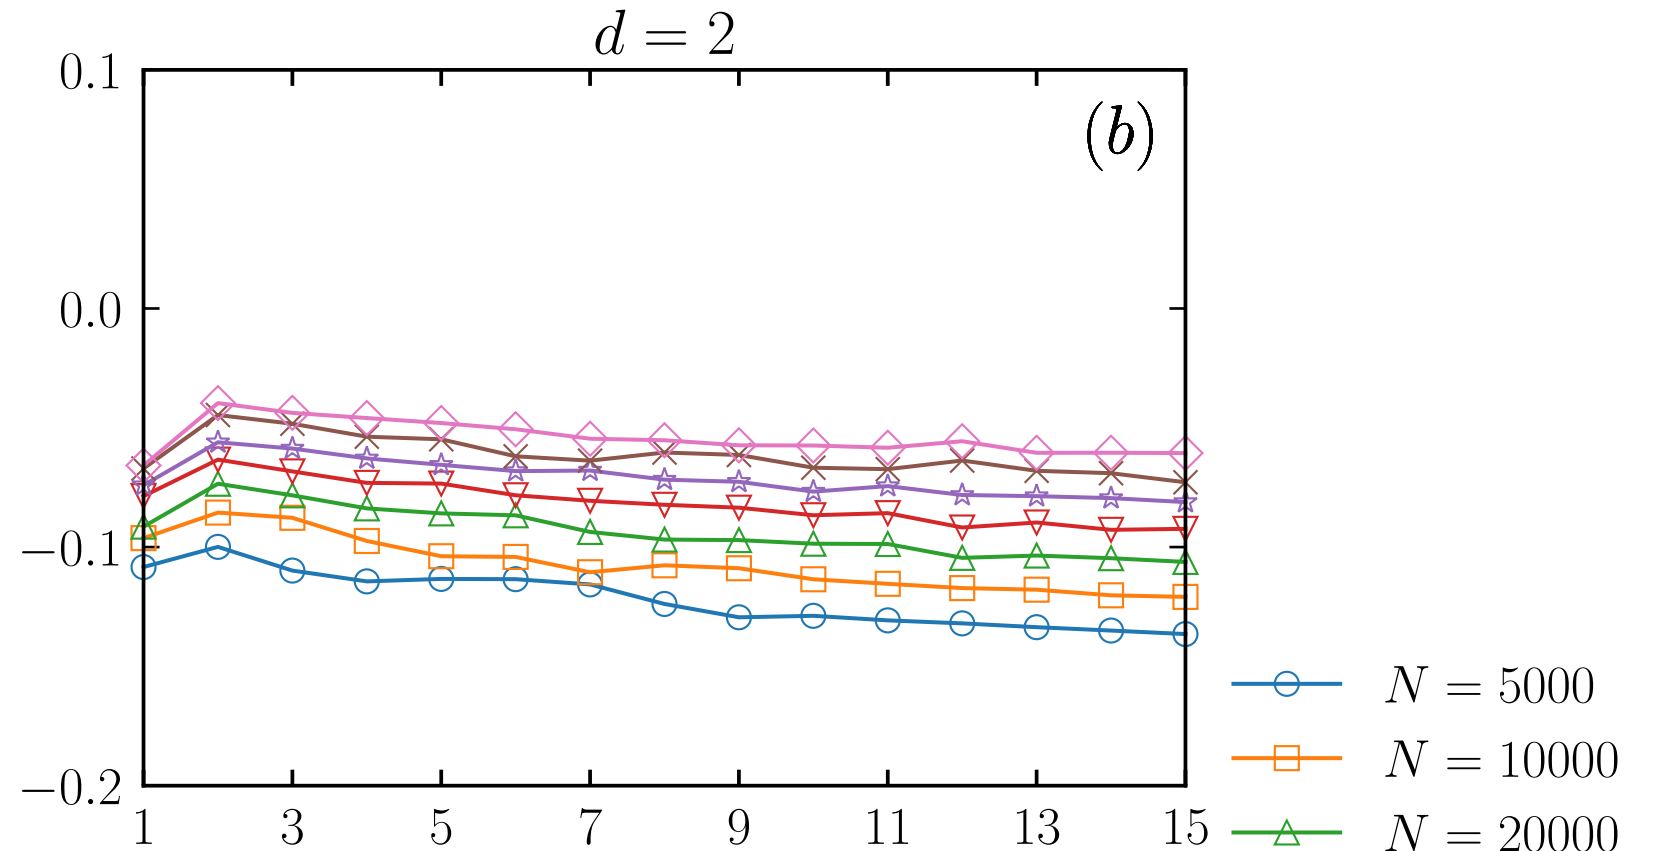 d = 2
(b)
0.1
0.0
−0.1
−0.2
1 3 5 7 9 11 13 15
N = 5000
N = 10000
N = 20000